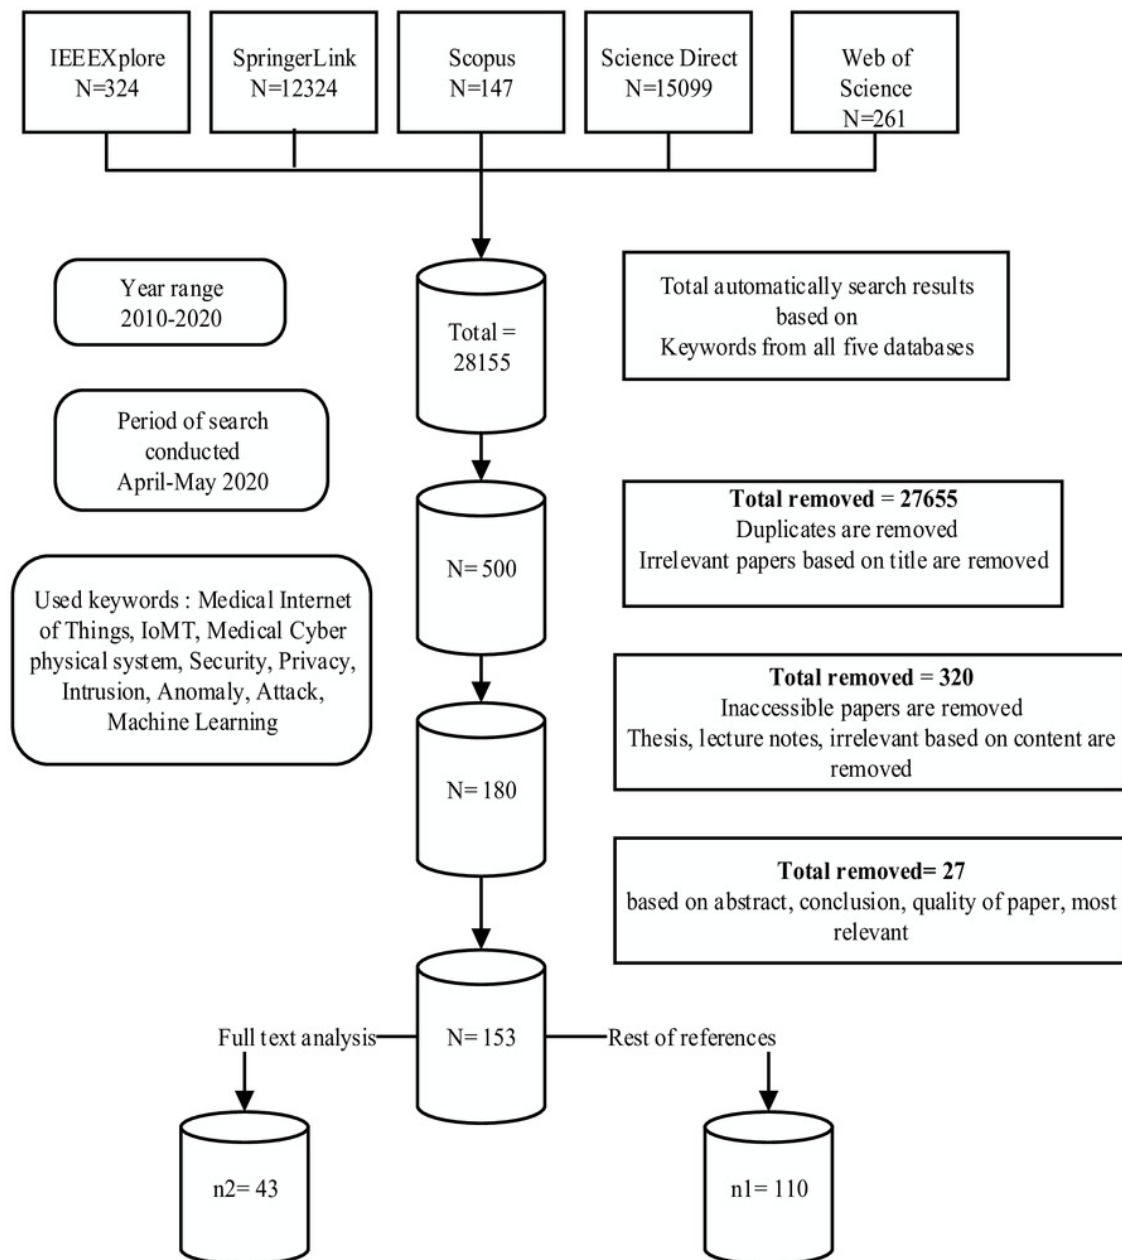 IEEEXplore
N=324
SpringerLink
N=12324
Scopus
N=147
Science Direct
N=15099
Web of
Science
N=261
Year range
2010-2020
Total =
28155
Total automatically search results
based on
Keywords from all five databases
Period of search
conducted
April-May 2020
N= 500
Total removed = 27655
Duplicates are removed
Irrelevant papers based on title are removed
Used keywords : Medical Internet
of Things, IoMT, Medical Cyber
physical system, Security, Privacy,
Intrusion, Anomaly, Attack,
Machine Learning
N= 180
Total removed = 320
Inaccessible papers are removed
Thesis, lecture notes, irrelevant based on content are
removed
Total removed= 27
based on abstract, conclusion, quality of paper, most
relevant
Full text analysis
N= 153
Rest of references
n2= 43
n1= 110